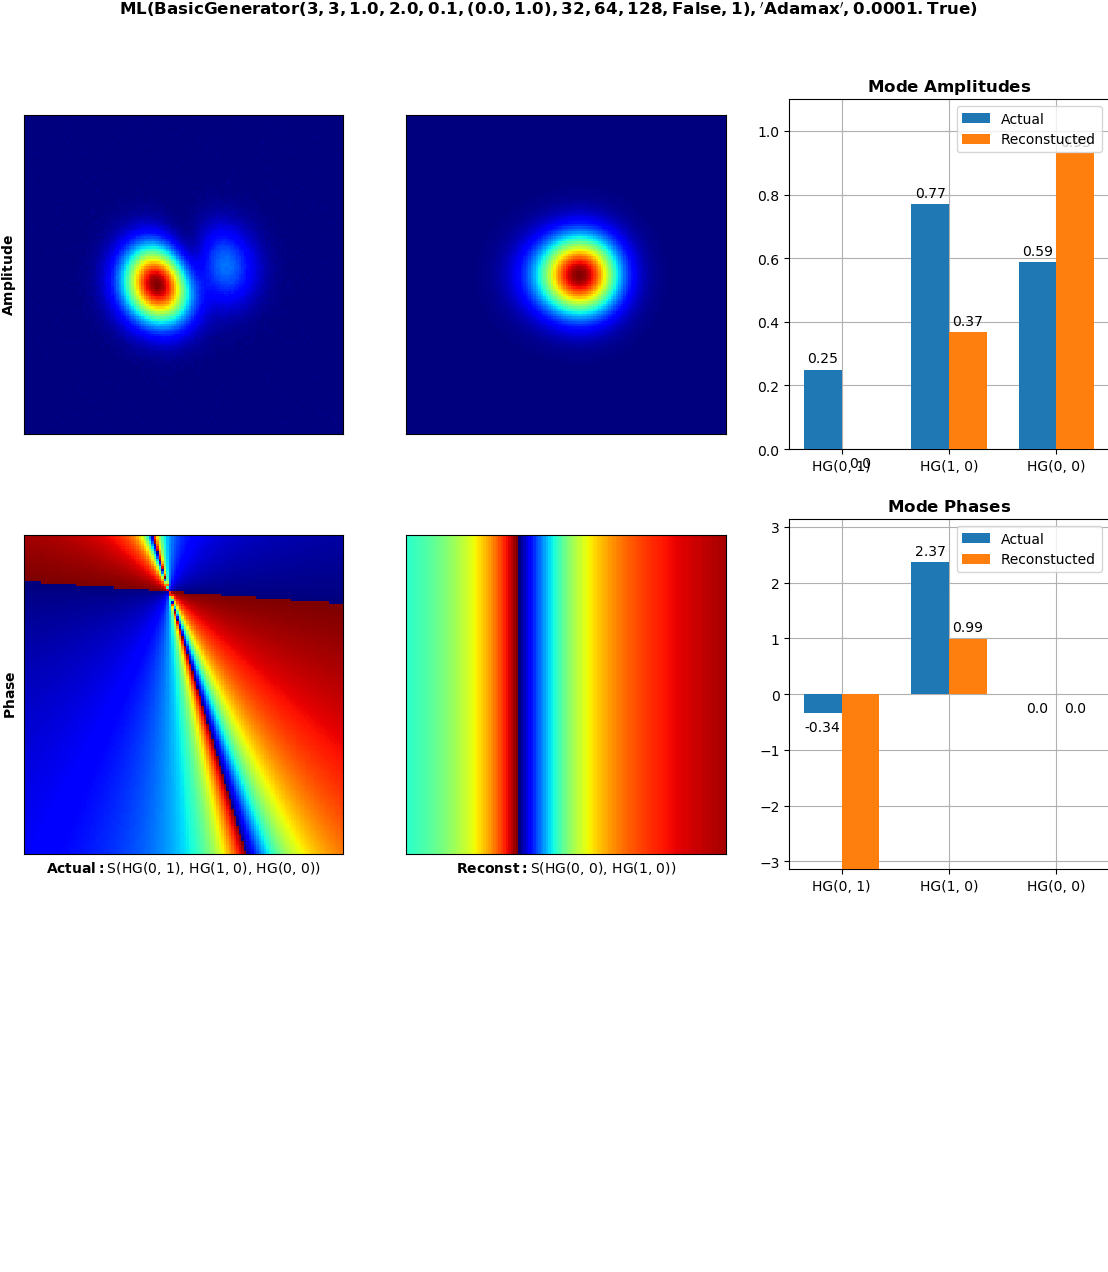 ML(BasicGenerator(3, 3, 1.0, 2.0, 0.1, (0.0, 1.0), 32, 64, 128, False, 1), 'Adamax', 0.0001. True)
Mode Amplitudes
Amplitude
Actual
Reconstucted
1.0
0.8
0.6
0.4
0.2
0.0
0.25
0.0
0.77
0.37
0.59
HG(0, 1)
HG(1, 0)
HG(0, 0)
Mode Phases
Phase
Actual
Reconstucted
3
2
1
0
−1
−2
−3
-0.34
2.37
0.99
0.0
0.0
HG(0, 1)
HG(1, 0)
HG(0, 0)
Actual: S(HG(0, 1), HG(1, 0), HG(0, 0))
Reconst: S(HG(0, 0), HG(1, 0))